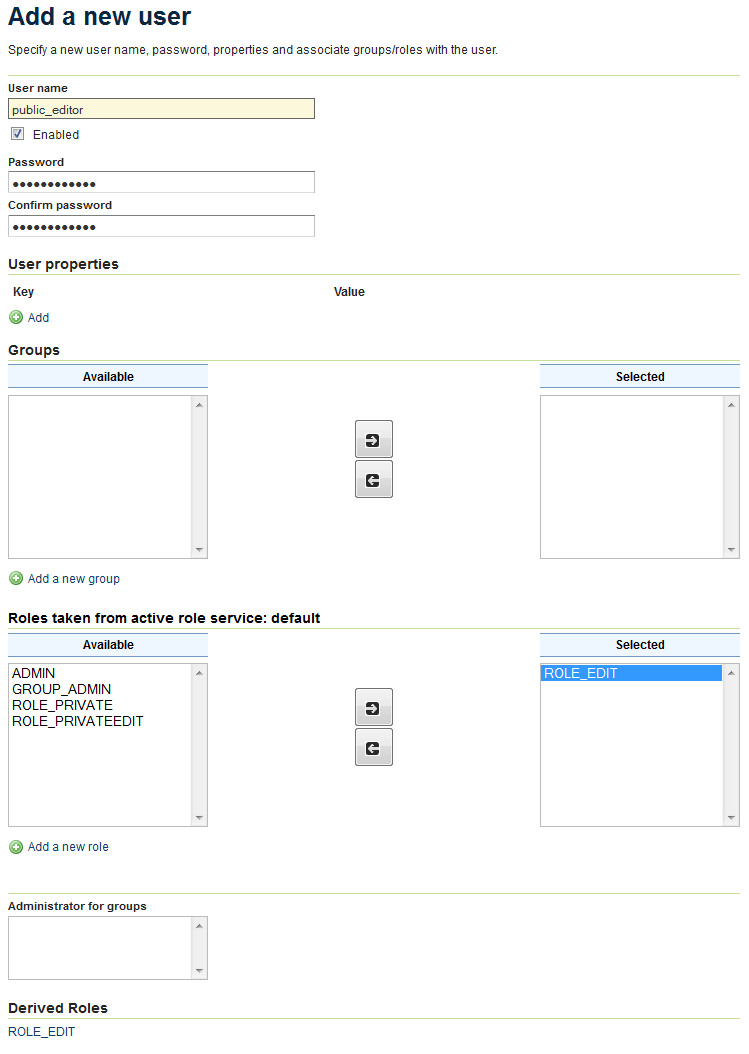 Add a new user
Specify a new user name, password, properties and associate groups/roles with the user.
User name
public_editor
Enabled
Password
●●●●●●●●●●●●
Confirm password
●●●●●●●●●●●●
User properties
Key Value
Add
Groups
Available Selected
Add a new group
Roles taken from active role service: default
Available Selected
ADMIN ROLE_EDIT
GROUP_ADMIN
ROLE_PRIVATE
ROLE_PRIVATEEDIT
Add a new role
Administrator for groups
Derived Roles
ROLE_EDIT